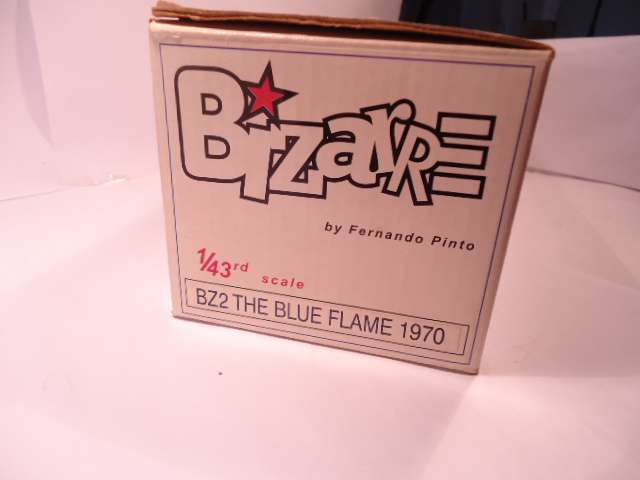 BizarRE
by Fernando Pinto
1/43rd scale
BZ2 THE BLUE FLAME 1970